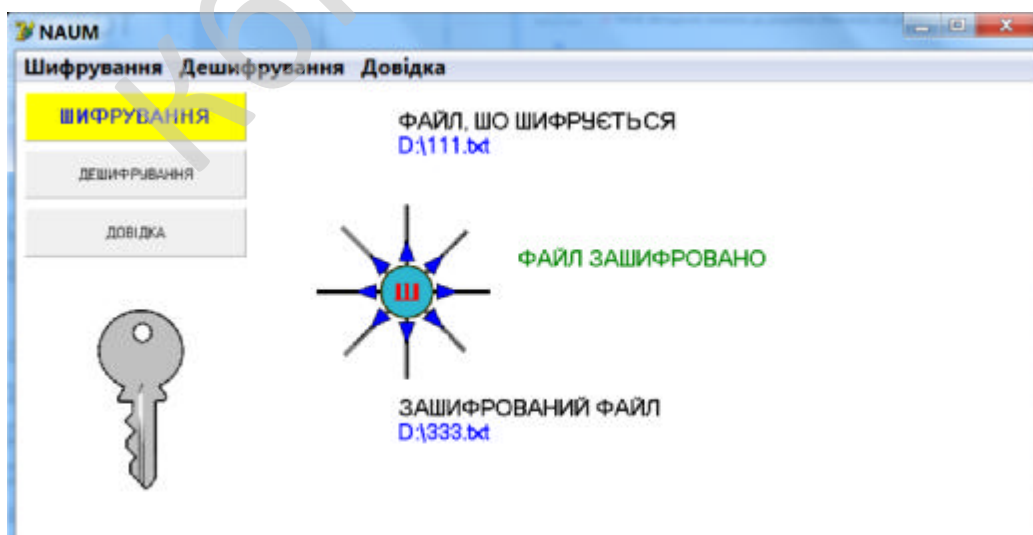 NAUM
Шифрування Дешифрування Довідка
ШИФРУВАННЯ
ДЕШИФРУВАННЯ
ДОВІДКА
ФАЙЛ, ШО ШИФРУЄТЬСЯ
D:\111.txt
Ш
ФАЙЛ ЗАШИФРОВАНО
ЗАШИФРОВАНИЙ ФАЙЛ
D:\333.txt